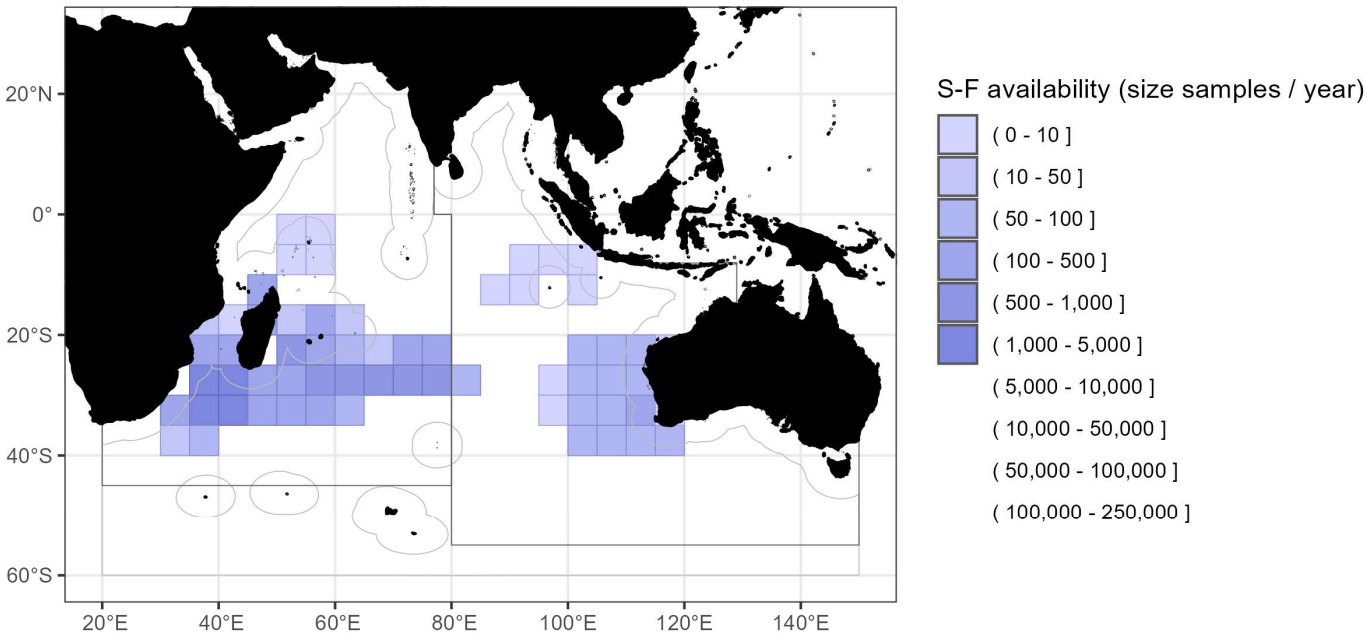 S-F availability (size samples / year)
( 0 - 10 ]
( 10 - 50 ]
( 50 - 100 ]
( 100 - 500 ]
( 500 - 1,000 ]
( 1,000 - 5,000 ]
( 5,000 - 10,000 ]
( 10,000 - 50,000 ]
( 50,000 - 100,000 ]
( 100,000 - 250,000 ]
20°N
0°
20°S
40°S
60°S
20°E 40°E 60°E 80°E 100°E 120°E 140°E